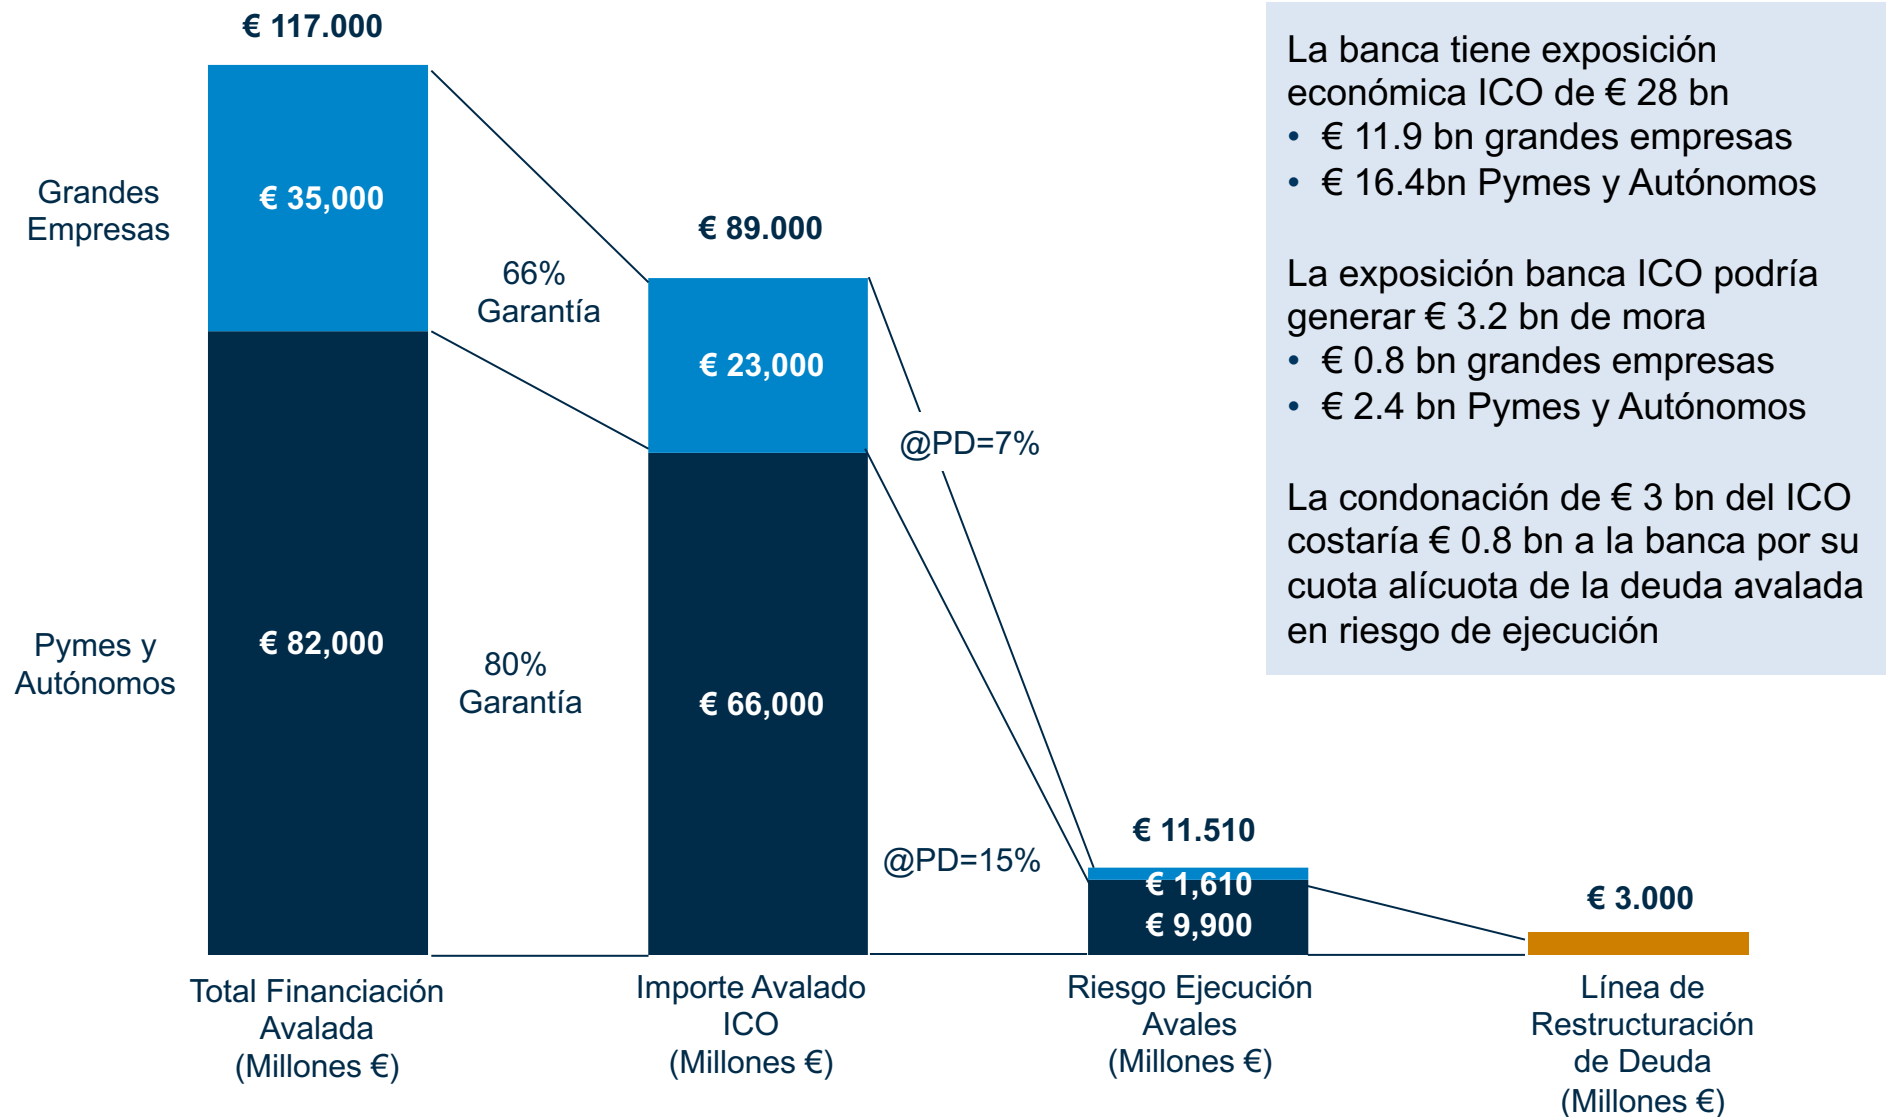 € 117.000
Grandes
Empresas
€ 35,000
Pymes y
Autónomos
€ 82,000
66%
Garantía
80%
Garantía
€ 89.000
€ 23,000
€ 66,000
@PD=7%
@PD=15%
€ 11.510
€ 1,610
€ 9,900
€ 3.000
Total Financiación
Avalada
(Millones €)
Importe Avalado
ICO
(Millones €)
Riesgo Ejecución
Avales
(Millones €)
Línea de
Restructuración
de Deuda
(Millones €)
La banca tiene exposición
económica ICO de € 28 bn
• € 11.9 bn grandes empresas
• € 16.4bn Pymes y Autónomos
La exposición banca ICO podría
generar € 3.2 bn de mora
• € 0.8 bn grandes empresas
• € 2.4 bn Pymes y Autónomos
La condonación de € 3 bn del ICO
costaría € 0.8 bn a la banca por su
cuota alícuota de la deuda avalada
en riesgo de ejecución